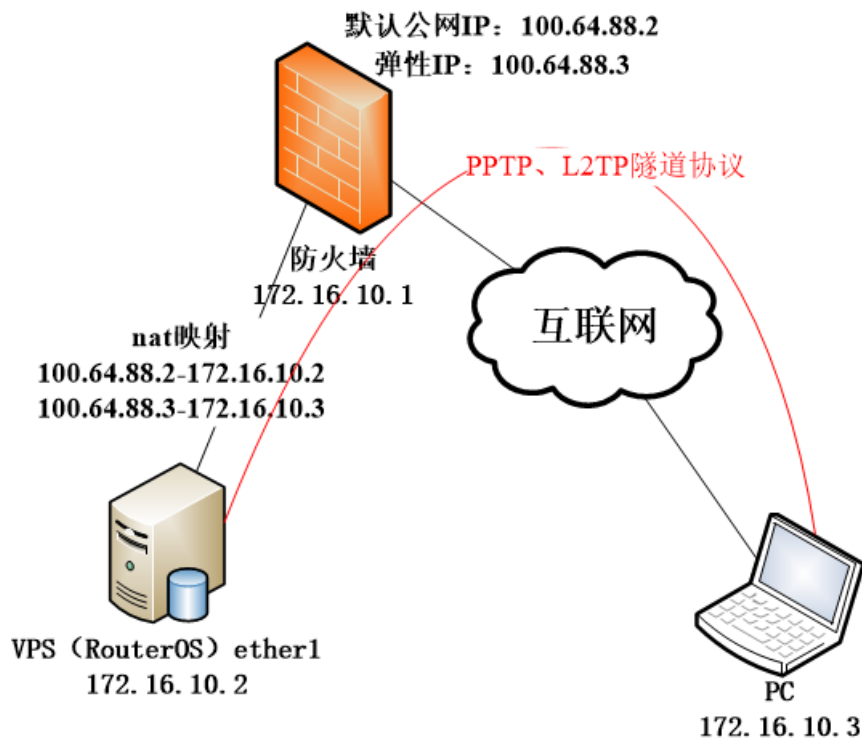 默认公网IP：100.64.88.2
弹性IP：100.64.88.3
PPTP、L2TP隧道协议
防火墙
172.16.10.1
互联网
nat映射
100.64.88.2-172.16.10.2
100.64.88.3-172.16.10.3
VPS（RouterOS）ether1
172.16.10.2
PC
172.16.10.3